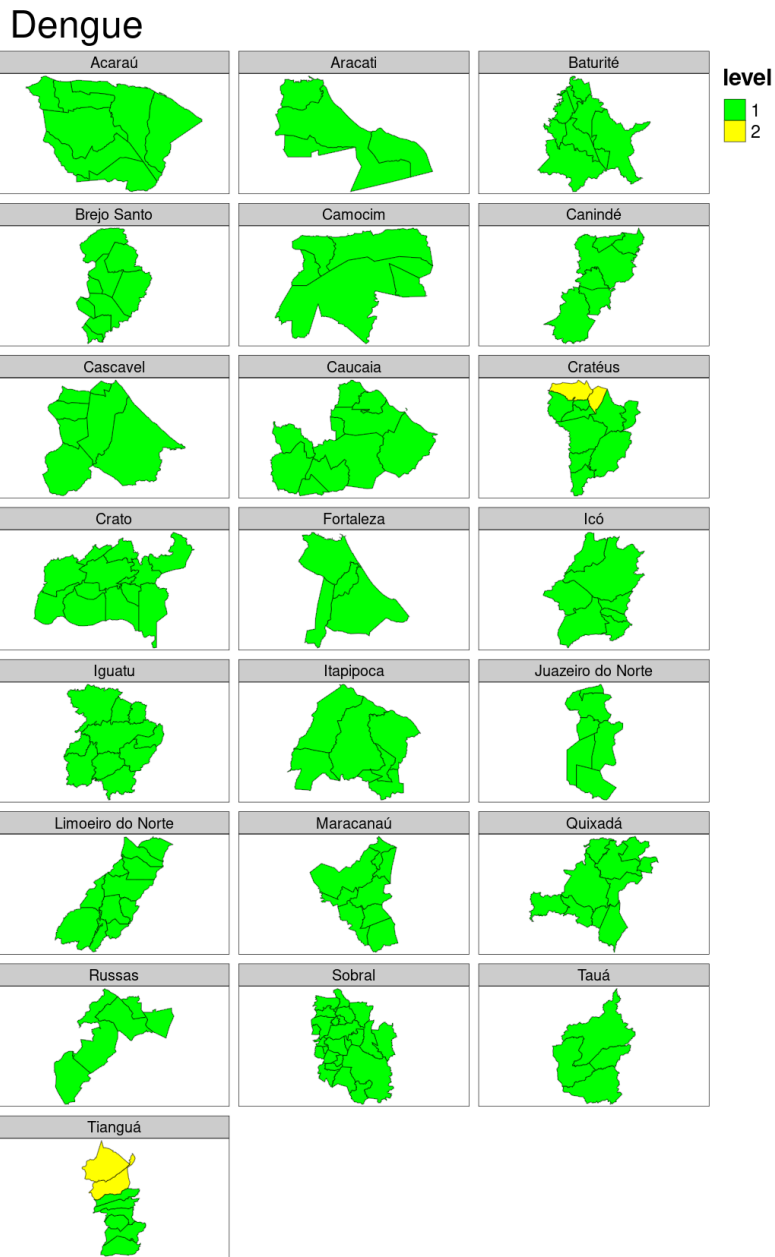 Dengue
Acaraú
Aracati
Baturité
level
1
2
Brejo Santo
Camocim
Canindé
Cascavel
Caucaia
Cratéus
Crato
Fortaleza
Icó
Iguatu
Itapipoca
Juazeiro do Norte
Limoeiro do Norte
Maracanaú
Quixadá
Russas
Sobral
Tauá
Tianguá